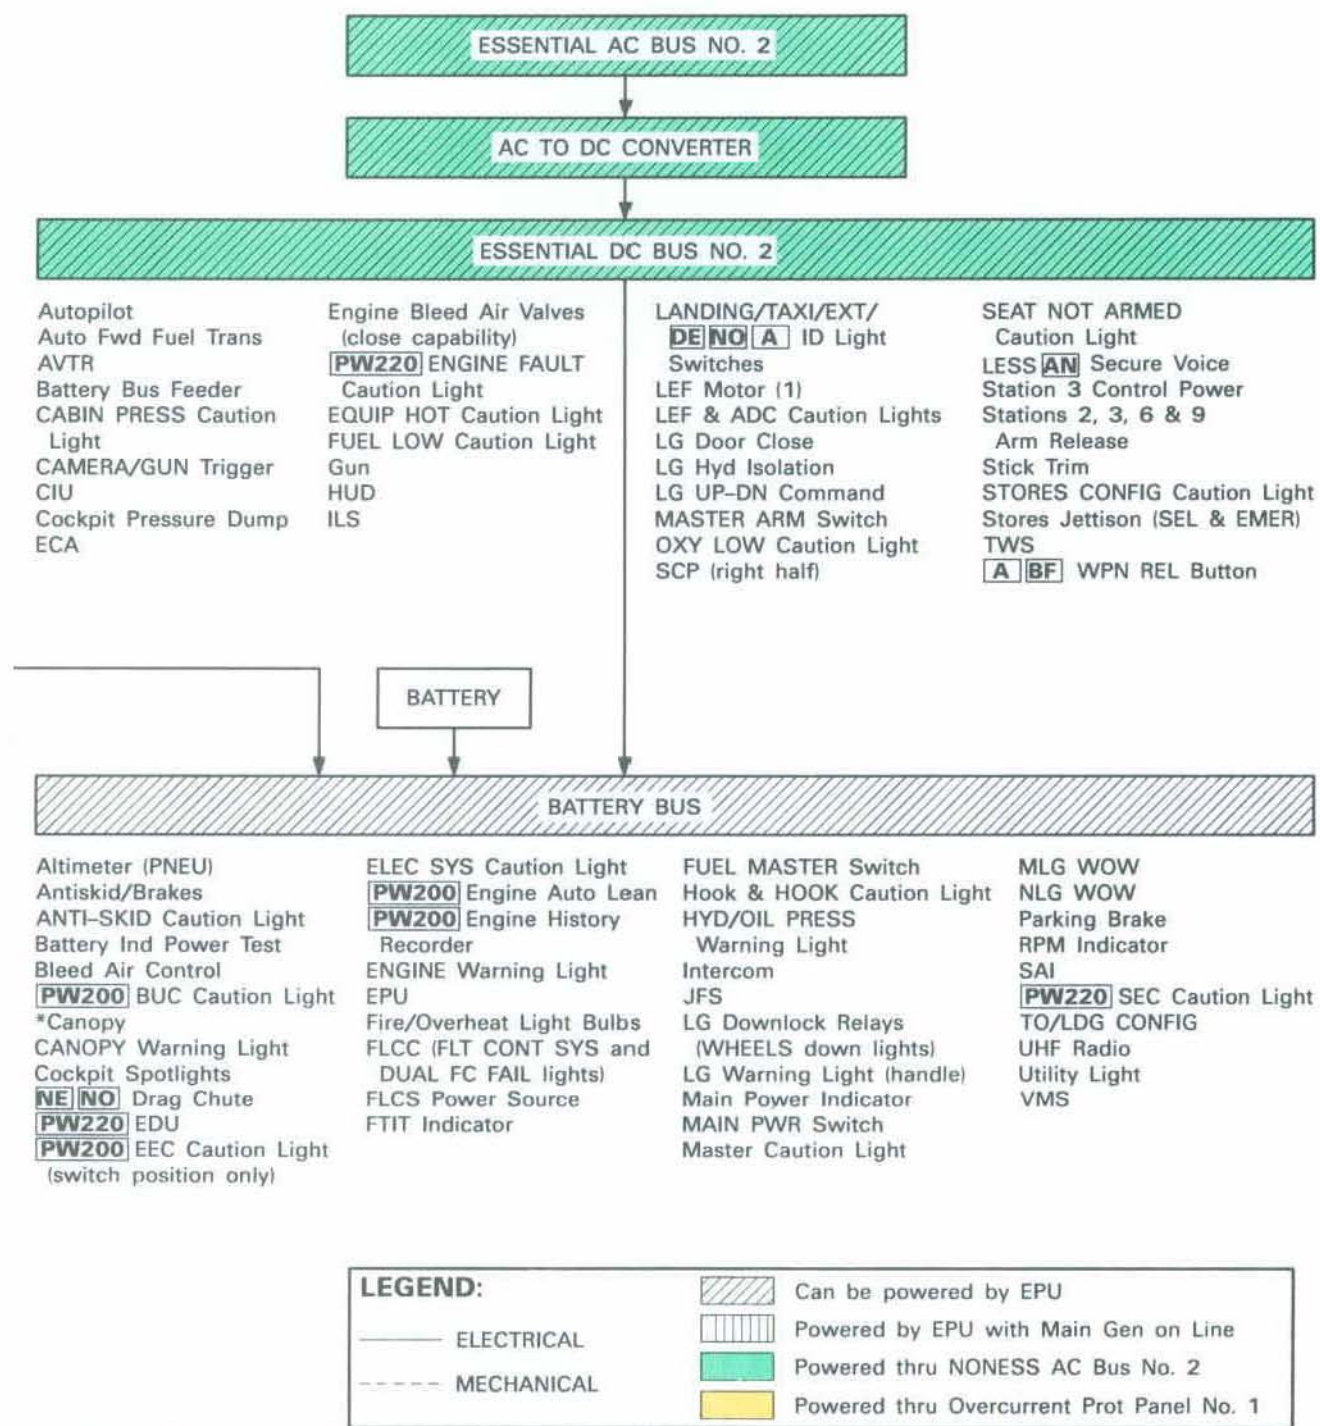 ESSENTIAL AC BUS NO. 2
AC TO DC CONVERTER
ESSENTIAL DC BUS NO. 2
Autopilot
Auto Fwd Fuel Trans
AVTR
Battery Bus Feeder
CABIN PRESS Caution
Light
CAMERA/GUN Trigger
CIU
Cockpit Pressure Dump
ECA
Engine Bleed Air Valves
(close capability)
PW220 ENGINE FAULT
Caution Light
EQUIP HOT Caution Light
FUEL LOW Caution Light
Gun
HUD
ILS
LANDING/TAXI/EXT/
DE NO A ID Light
Switches
LEF Motor (1)
LEF & ADC Caution Lights
LG Door Close
LG Hyd Isolation
LG UP-DN Command
MASTER ARM Switch
OXY LOW Caution Light
SCP (right half)
SEAT NOT ARMED
Caution Light
LESS AN Secure Voice
Station 3 Control Power
Stations 2, 3, 6 & 9
Arm Release
Stick Trim
STORES CONFIG Caution Light
Stores Jettison (SEL & EMER)
TWS
A BF WPN REL Button
BATTERY
BATTERY BUS
Altimeter (PNEU)
Antiskid/Brakes
ANTI-SKID Caution Light
Battery Ind Power Test
Bleed Air Control
PW200 BUC Caution Light
*Canopy
CANOPY Warning Light
Cockpit Spotlights
NE NO Drag Chute
PW220 EDU
PW200 EEC Caution Light
(switch position only)
ELEC SYS Caution Light
PW200 Engine Auto Lean
PW200 Engine History
Recorder
ENGINE Warning Light
EPU
Fire/Overheat Light Bulbs
FLCC (FLT CONT SYS and
DUAL FC FAIL lights)
FLCS Power Source
FTIT Indicator
FUEL MASTER Switch
Hook & HOOK Caution Light
HYD/OIL PRESS
Warning Light
Intercom
JFS
LG Downlock Relays
(WHEELS down lights)
LG Warning Light (handle)
Main Power Indicator
MAIN PWR Switch
Master Caution Light
MLG WOW
NLG WOW
Parking Brake
RPM Indicator
SAI
PW220 SEC Caution Light
TO/LDG CONFIG
UHF Radio
Utility Light
VMS
LEGEND:
ELECTRICAL
MECHANICAL
Can be powered by EPU
Powered by EPU with Main Gen on Line
Powered thru NONESS AC Bus No. 2
Powered thru Overcurrent Prot Panel No. 1